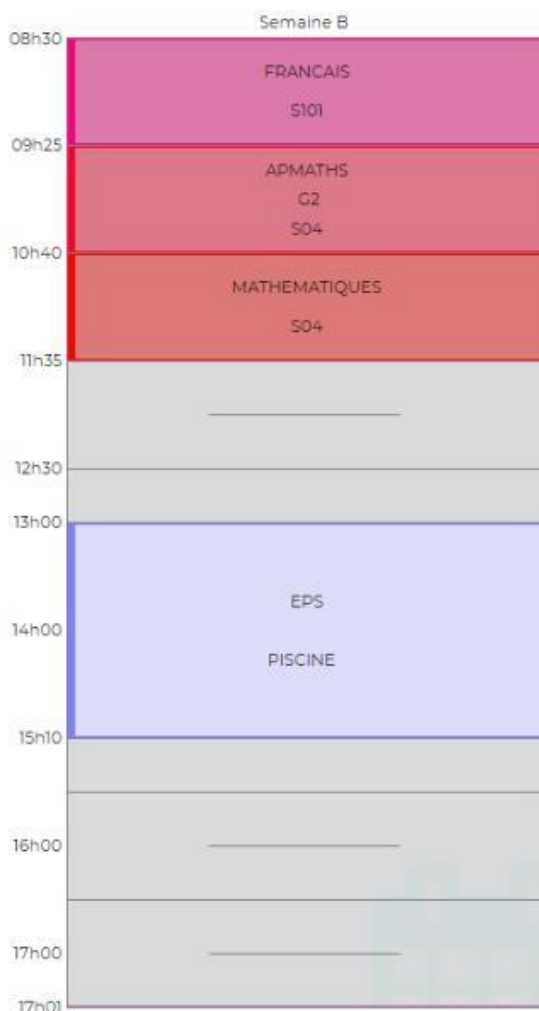 Semaine B
08h30
FRANCAIS
S101
09h25
APMATHS
G2
S04
10h40
MATHEMATIQUES
S04
11h35
12h30
13h00
EPS
14h00
PISCINE
15h10
16h00
17h00
17h01